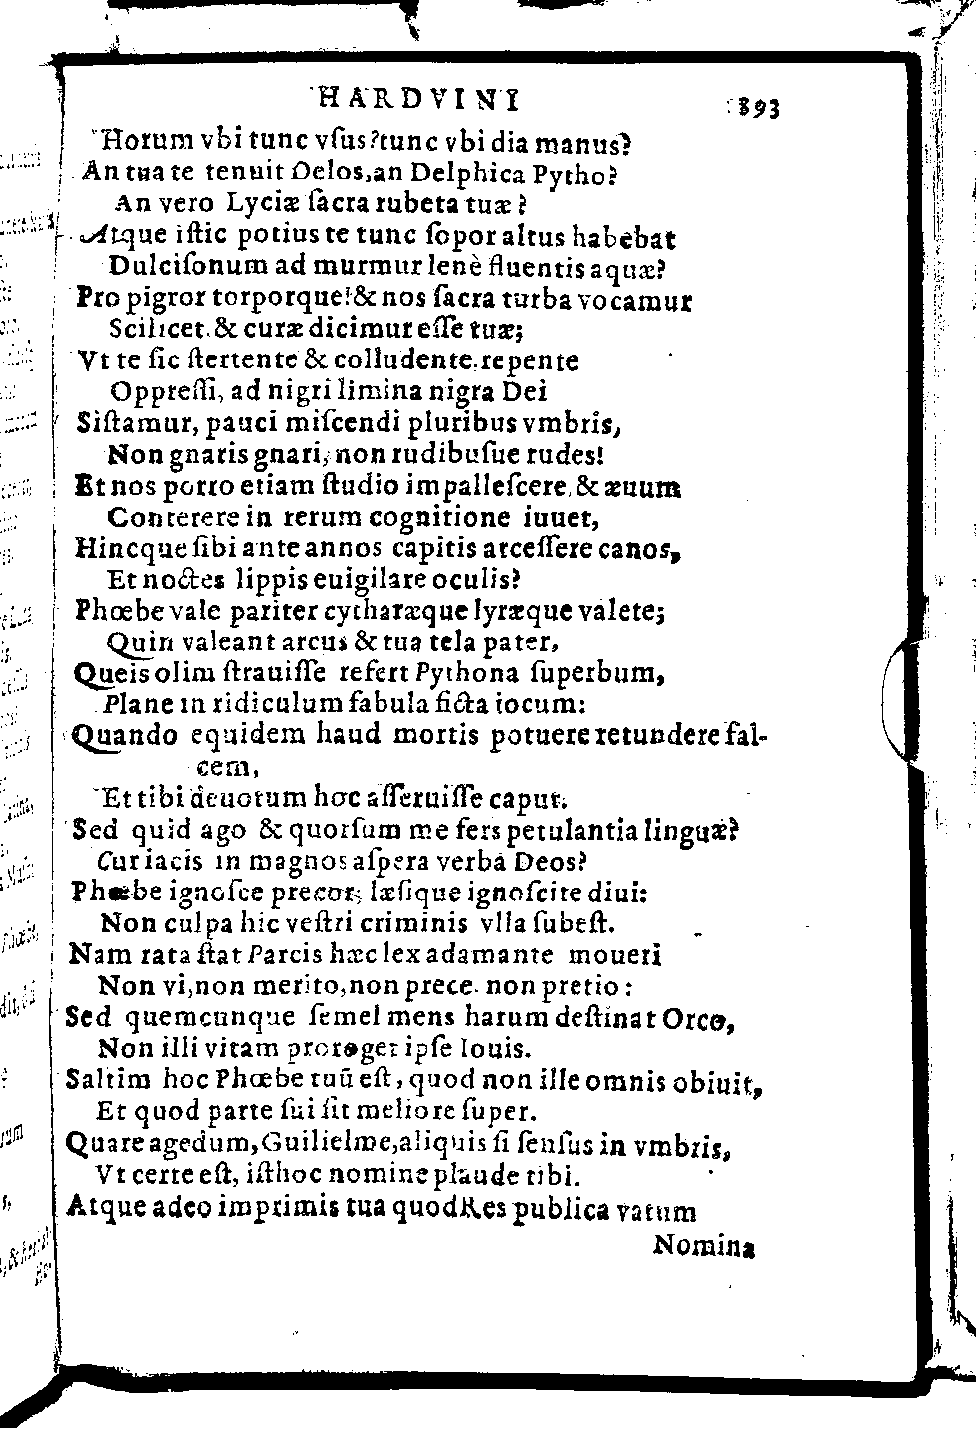 HARDVINI 893
Horum vbi tunc vſus? tunc vbi dia manus?
An tua te tenuit Delos, an Delphica Pytho?
An vero Lyciæ ſacra rubeta tuæ?
Atque iſtic potius te tunc ſopor altus habebat
Dulciſonum ad murmur lenè fluentis aquæ?
Pro pigror torporque! & nos ſacra turba vocamur
Scilicet, & curæ dicimur eſſe tuæ;
Vt te ſic ſtertente & colludente, repente
Oppreſſi, ad nigri limina nigra Dei
Siſtamur, pauci miſcendi pluribus vmbris,
Non gnaris gnari, non rudibuſue rudes!
Et nos porro etiam ſtudio impalleſcere, & æuum
Conterere in rerum cognitione iuuet,
Hincque ſibi ante annos capitis arceſſere canos,
Et noctes lippis euigilare oculis?
Phœbe vale pariter cytharæque lyræque valete;
Quin valeant arcus & tua tela pater,
Queis olim ſtrauiſſe refert Pythona ſuperbum,
Plane in ridiculum fabula ficta iocum:
Quando equidem haud mortis potuere retundere fal-
cem,
Et tibi deuotum hoc aſſeruiſſe caput.
Sed quid ago & quorſum me fers petulantia linguæ?
Cur iacis in magnos aſpera verba Deos?
Phœbe ignoſce precor; læſique ignoſcite diui:
Non culpa hic veſtri criminis vlla ſubeſt.
Nam rata ſtat Parcis hæc lex adamante moueri
Non vi, non merito, non prece, non pretio:
Sed quemcunque ſemel mens harum deſtinat Orco,
Non illi vitam proroget ipſe Iouis.
Saltim hoc Phœbe tuũ eſt, quod non ille omnis obiuit,
Et quod parte ſui ſit meliore ſuper.
Quare agedum, Guilielme, aliquis ſi ſenſus in vmbris,
Vt certe eſt, iſthoc nomine plaude tibi.
Atque adeo imprimis tua quod Res publica vatum
Nomina